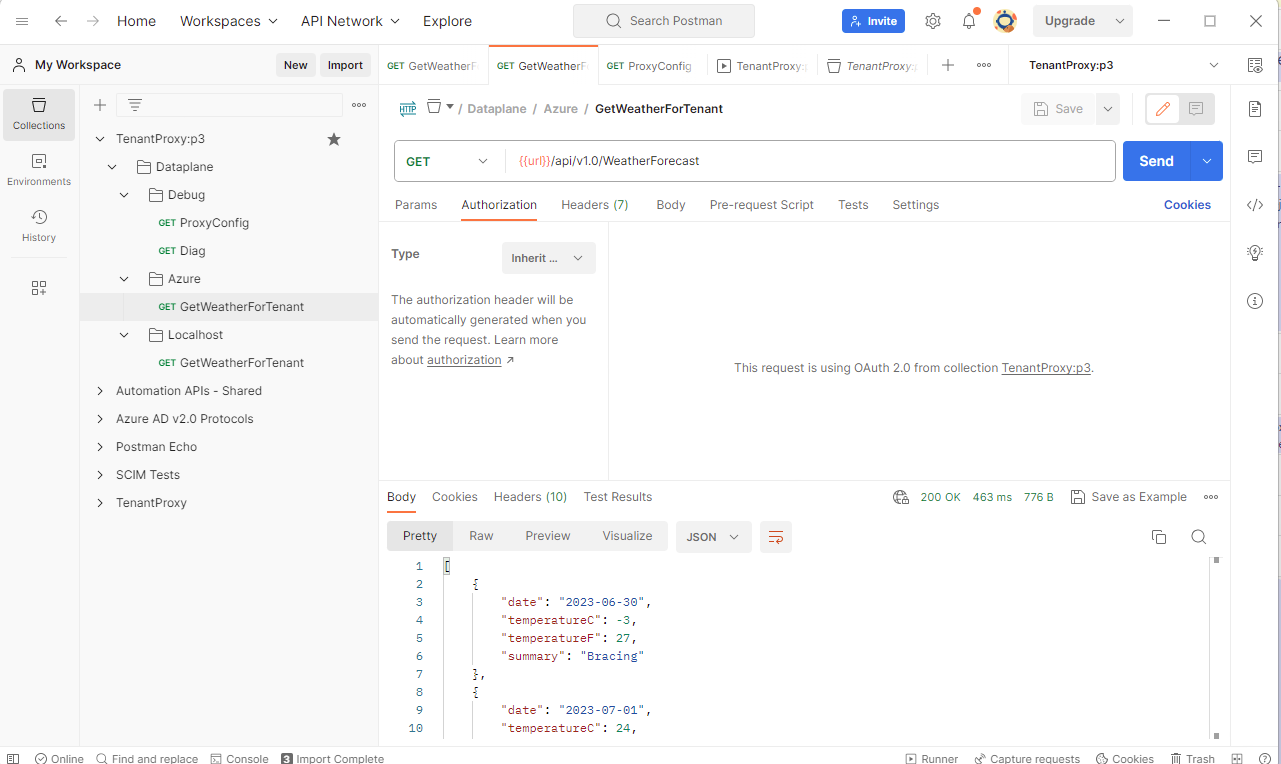 Home Workspaces API Network Explore Search Postman Invite Upgrade
My Workspace New Import GET GetWeatherF GET GetWeatherF GET ProxyConfig TenantProxy: TenantProxy: TenantProxy:p3
Collections
Environments
History
TenantProxy:p3
Dataplane
Debug
GET ProxyConfig
GET Diag
Azure
GET GetWeatherForTenant
Localhost
GET GetWeatherForTenant
Automation APIs - Shared
Azure AD v2.0 Protocols
Postman Echo
SCIM Tests
TenantProxy
HTTP / Dataplane / Azure / GetWeatherForTenant Save
GET {{url}}/api/v1.0/WeatherForecast Send
Params Authorization Headers (7) Body Pre-request Script Tests Settings Cookies
Type Inherit ...
The authorization header will be
automatically generated when you
send the request. Learn more
about authorization ↗
This request is using OAuth 2.0 from collection TenantProxy:p3.
Body Cookies Headers (10) Test Results 200 OK 463 ms 776 B Save as Example
Pretty Raw Preview Visualize JSON
1 [
2 {
3 "date": "2023-06-30",
4 "temperatureC": -3,
5 "temperatureF": 27,
6 "summary": "Bracing"
7 },
8 {
9 "date": "2023-07-01",
10 "temperatureC": 24,
Online Find and replace Console 3 Import Complete Runner Capture requests Cookies Trash